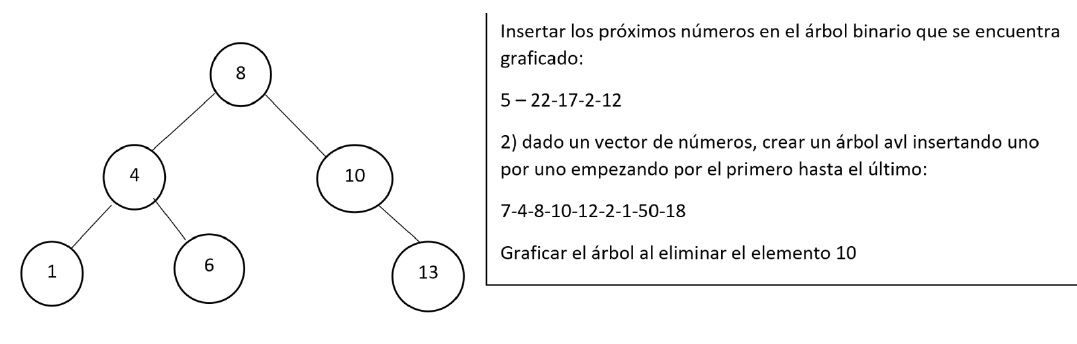 8
4
10
1
6
13
Insertar los próximos números en el árbol binario que se encuentra
graficado:
5 – 22-17-2-12
2) dado un vector de números, crear un árbol avl insertando uno
por uno empezando por el primero hasta el último:
7-4-8-10-12-2-1-50-18
Graficar el árbol al eliminar el elemento 10